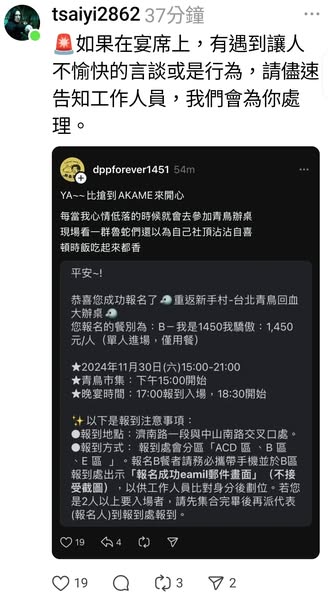 tsaiyi2862 37分鐘
🚨如果在宴席上，有遇到讓人
不愉快的言談或是行為，請儘速
告知工作人員，我們會為你處
理。
dppforever1451 54m
YA~~比搶到AKAME來開心
每當我心情低落的時候就會去參加青鳥辦桌
現場看一群魯蛇們還以為自己社頂沾沾自喜
頓時飯吃起來都香
平安~!
恭喜您成功報名了🐦重返新手村-台北青鳥回血
大辦桌🐦
您報名的餐別為：B－我是1450我驕傲：1,450
元/人（單人進場，僅用餐）
★2024年11月30日(六)15:00-21:00
★青鳥市集：下午15:00開始
★晚宴時間：17:00報到入場，18:30開始
✨以下是報到注意事項：
●報到地點：濟南路一段與中山南路交叉口處。
●報到方式： 報到處會分區「ACD 區 、B 區
、E 區 」。報名B餐者請務必攜帶手機並於B區
報到處出示「報名成功eamil郵件畫面」（不接
受截圖），以供工作人員比對身分後劃位。若您
是2人以上要入場者，請先集合完畢後再派代表
(報名人)到報到處報到。
19 4
19 3 2